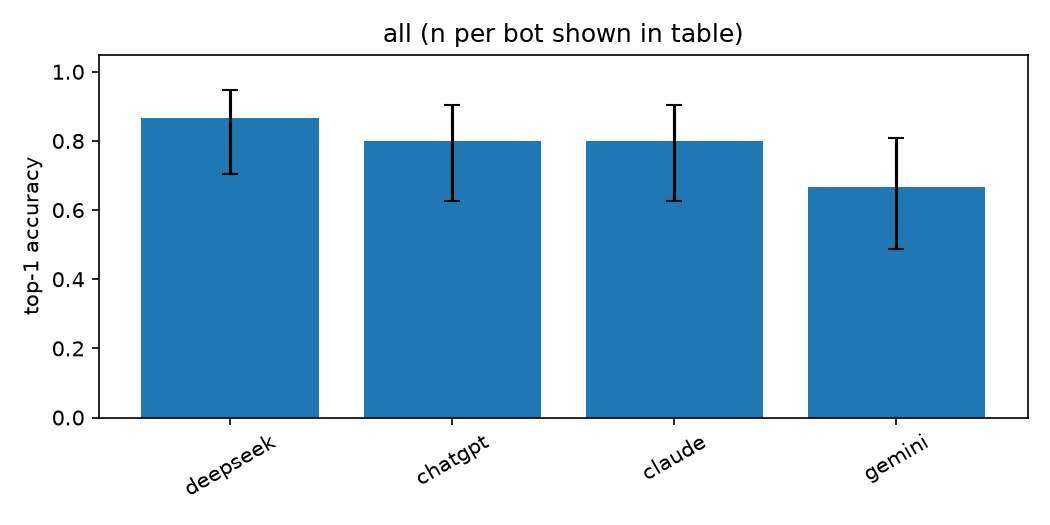 all (n per bot shown in table)
top-1 accuracy
1.0
0.8
0.6
0.4
0.2
0.0
deepseek
chatgpt
claude
gemini